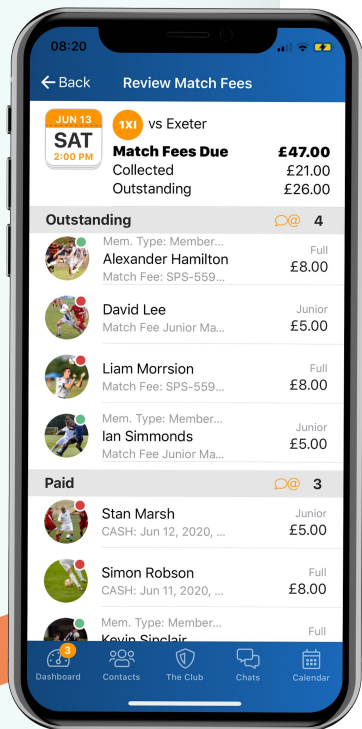 08:20
← Back Review Match Fees
JUN 13
SAT
2:00 PM
1XI vs Exeter
Match Fees Due £47.00
Collected £21.00
Outstanding £26.00
Outstanding @ 4
Mem. Type: Member...
Alexander Hamilton
Match Fee: SPS-559...
Full
£8.00
David Lee
Match Fee Junior Ma...
Junior
£5.00
Liam Morrsion
Match Fee: SPS-559...
Full
£8.00
Mem. Type: Member...
Ian Simmonds
Match Fee Junior Ma...
Junior
£5.00
Paid @ 3
Stan Marsh
CASH: Jun 12, 2020, ...
Junior
£5.00
Simon Robson
CASH: Jun 11, 2020, ...
Full
£8.00
Mem. Type: Member...
Kevin Sinclair
Full
3
Dashboard Contacts The Club Chats Calendar